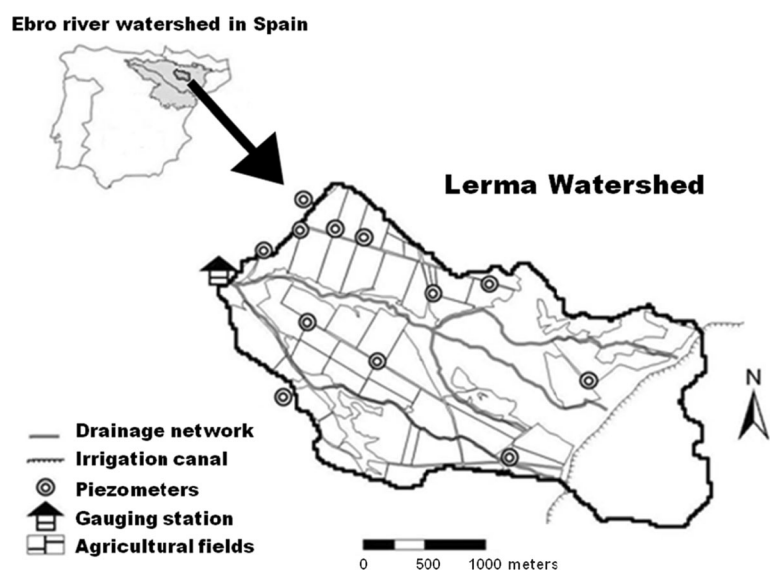 Ebro river watershed in Spain
Lerma Watershed
N
Drainage network
Irrigation canal
Piezometers
Gauging station
Agricultural fields
0 500 1000 meters